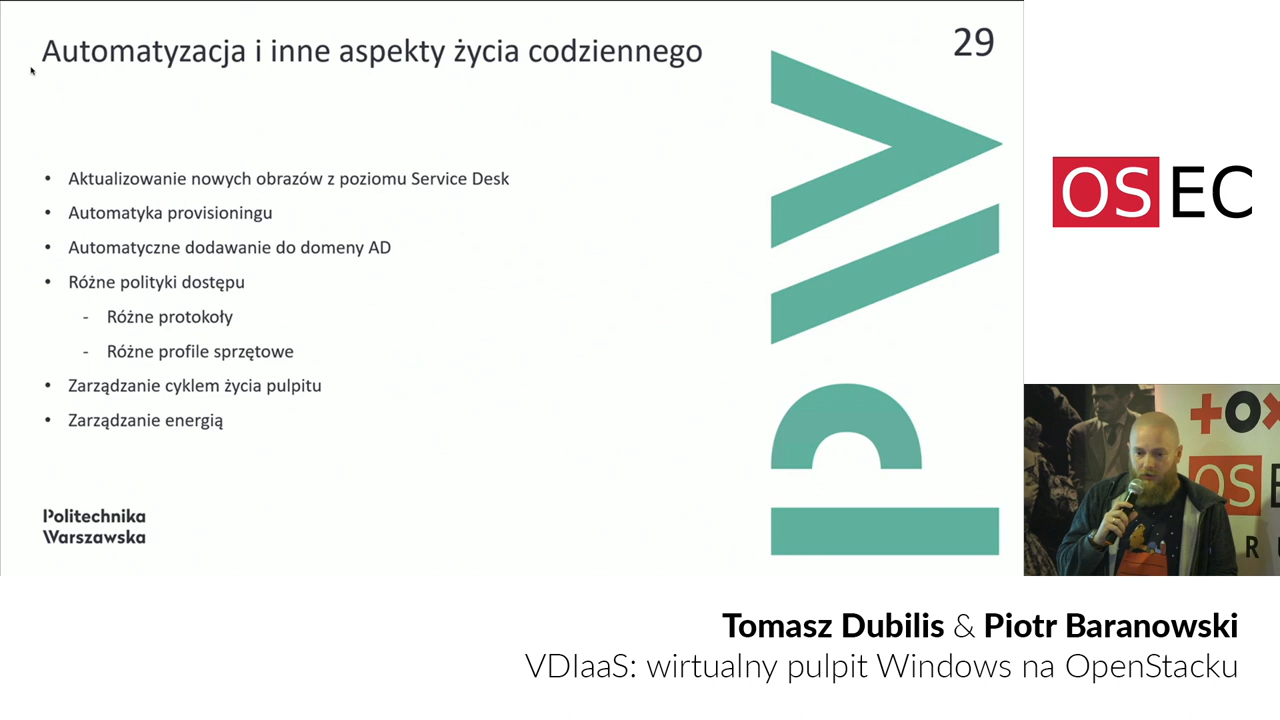 Automatyzacja i inne aspekty życia codziennego
29
• Aktualizowanie nowych obrazów z poziomu Service Desk
• Automatyka provisioningu
• Automatyczne dodawanie do domeny AD
• Różne polityki dostępu
- Różne protokoły
- Różne profile sprzętowe
• Zarządzanie cyklem życia pulpitu
• Zarządzanie energią
Politechnika
Warszawska
PW
OSEC
OSE
R
Tomasz Dubilis & Piotr Baranowski
VDIaaS: wirtualny pulpit Windows na OpenStacku